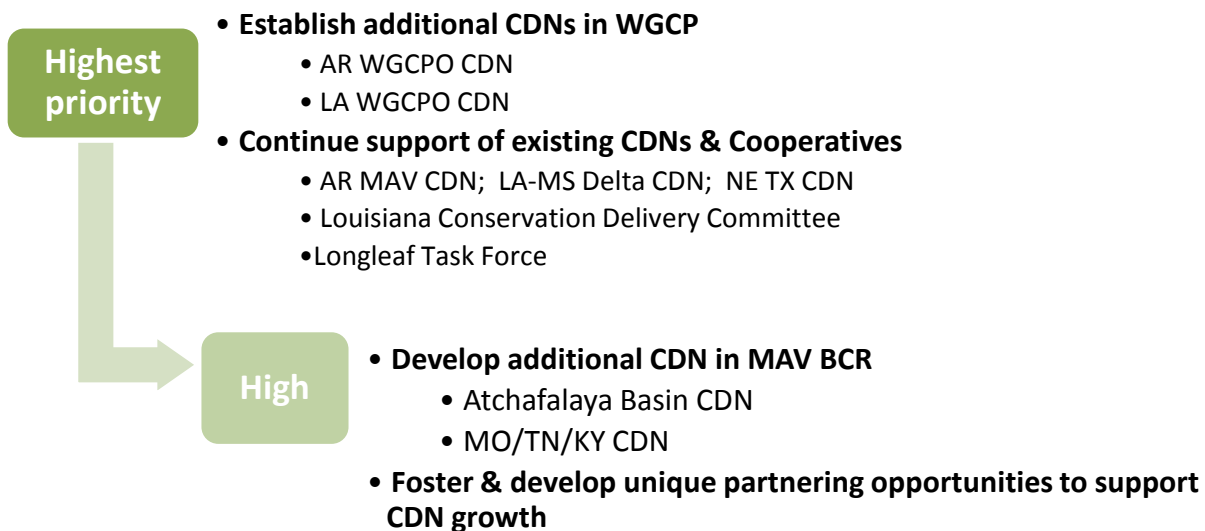 Highest
priority
• Establish additional CDNs in WGCP
• AR WGCPO CDN
• LA WGCPO CDN
• Continue support of existing CDNs & Cooperatives
• AR MAV CDN; LA-MS Delta CDN; NE TX CDN
• Louisiana Conservation Delivery Committee
•Longleaf Task Force
High
• Develop additional CDN in MAV BCR
• Atchafalaya Basin CDN
• MO/TN/KY CDN
• Foster & develop unique partnering opportunities to support
CDN growth